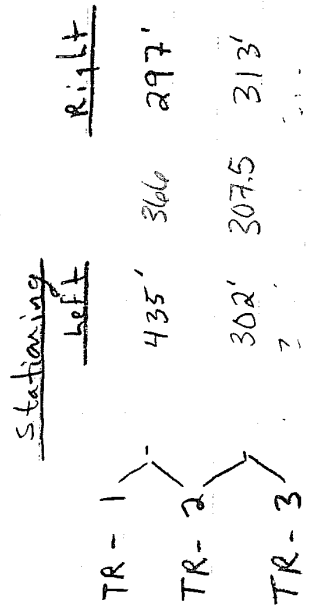 Stationing
Left Right
TR - 1
435' 366 297'
TR - 2
302' 307.5 313'
TR - 3
?